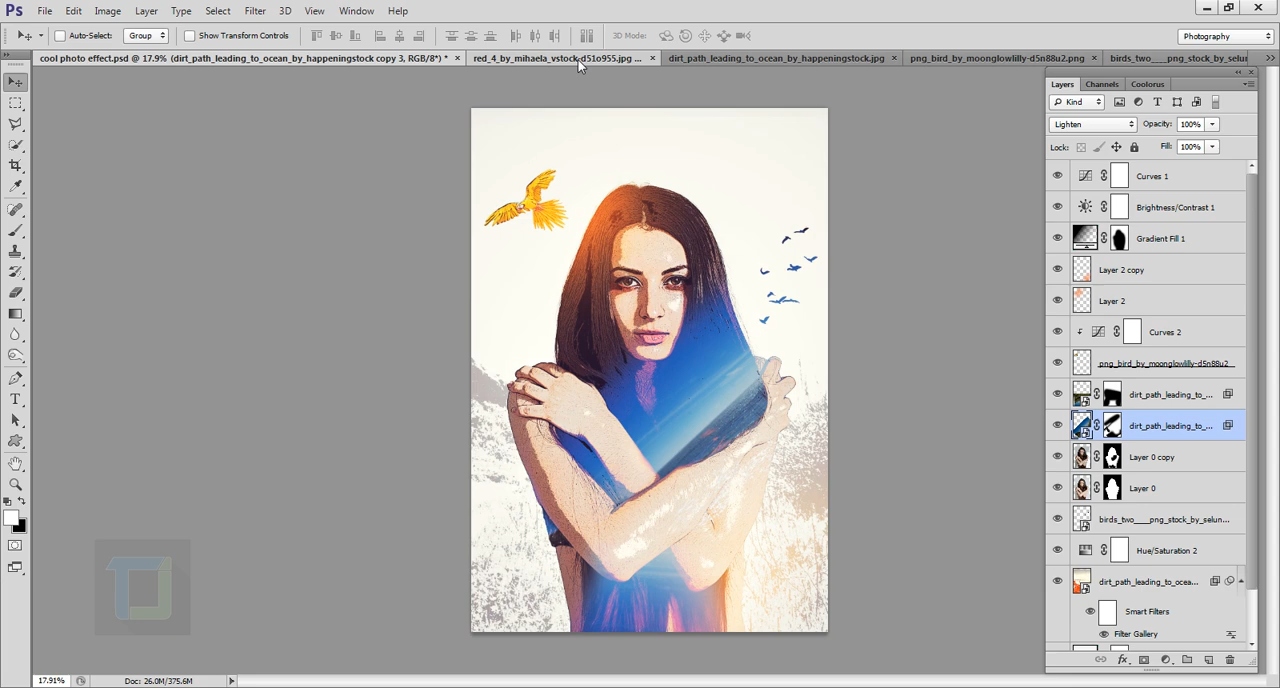 Ps File Edit Image Layer Type Select Filter 3D View Window Help
Auto-Select: Group Show Transform Controls 3D Mode: Photography
cool photo effect.psd @ 17.9% (dirt_path_leading_to_ocean_by_happeningstock copy 3, RGB/8*) * × red_4_by_mihaela_vstock-d51o955.jpg ... × dirt_path_leading_to_ocean_by_happeningstock.jpg × png_bird_by_moonglowlilly-d5n88u2.png × birds_two____png_stock_by_selun
Layers Channels Coolorus
Kind
Lighten Opacity: 100%
Lock: Fill: 100%
Curves 1
Brightness/Contrast 1
Gradient Fill 1
Layer 2 copy
Layer 2
Curves 2
png_bird_by_moonglowlilly-d5n88u2
dirt_path_leading_to_...
dirt_path_leading_to_...
Layer 0 copy
Layer 0
birds_two____png_stock_by_selun...
Hue/Saturation 2
dirt_path_leading_to_ocea...
Smart Filters
Filter Gallery
fx
17.91% Doc: 26.0M/375.6M